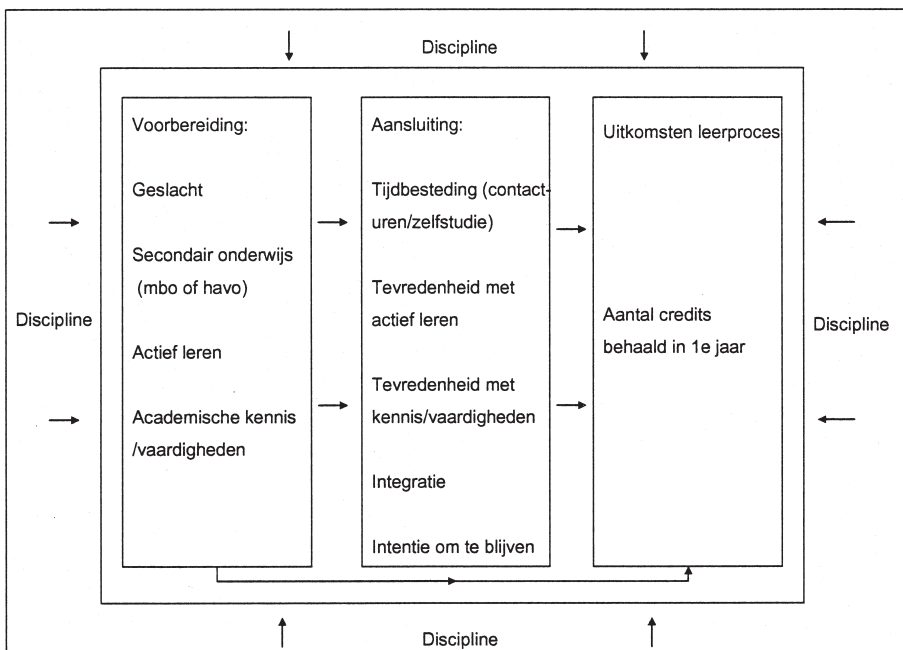 Discipline
Voorbereiding:
Geslacht
Secondair onderwijs
(mbo of havo)
Actief leren
Academische kennis
/vaardigheden
Aansluiting:
Tijdbesteding (contact-
uren/zelfstudie)
Tevredenheid met
actief leren
Tevredenheid met
kennis/vaardigheden
Integratie
Intentie om te blijven
Uitkomsten leerproces
Aantal credits
behaald in 1e jaar
Discipline
Discipline
Discipline